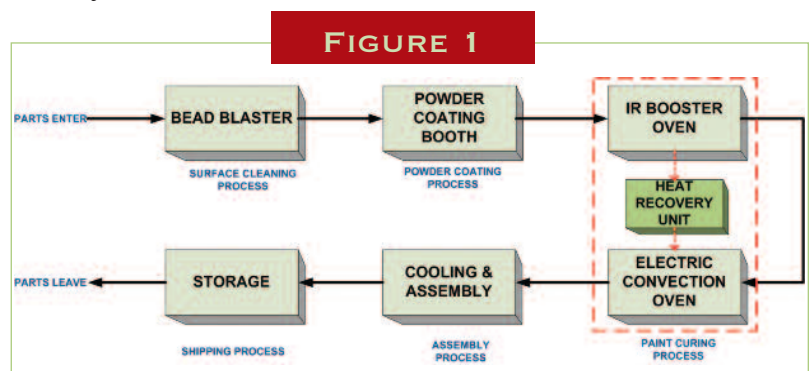 FIGURE 1
PARTS ENTER
BEAD BLASTER
SURFACE CLEANING
PROCESS
POWDER
COATING
BOOTH
POWDER COATING
PROCESS
IR BOOSTER
OVEN
HEAT
RECOVERY
UNIT
ELECTRIC
CONVECTION
OVEN
PAINT CURING
PROCESS
COOLING &
ASSEMBLY
ASSEMBLY
PROCESS
STORAGE
SHIPPING PROCESS
PARTS LEAVE